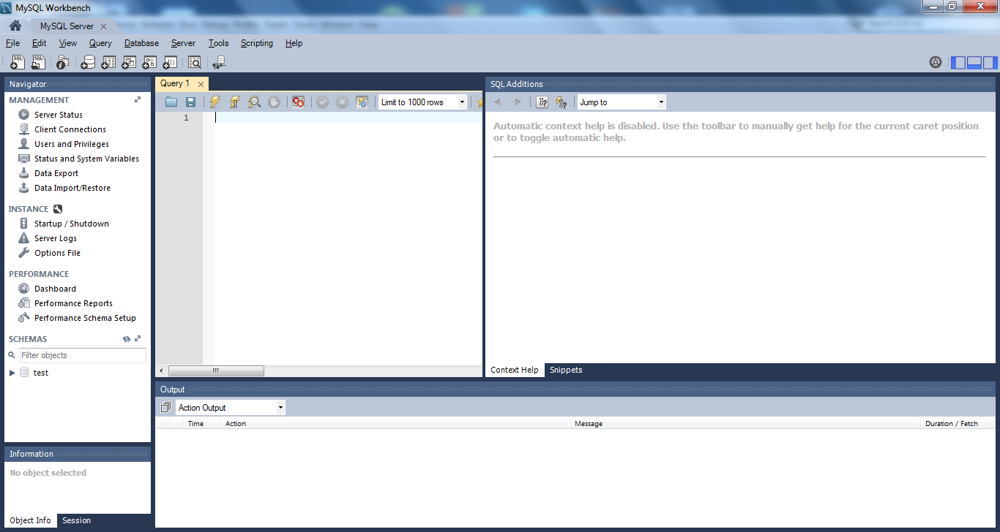 MySQL Workbench
MySQL Server
File Edit View Query Database Server Tools Scripting Help
Navigator
MANAGEMENT
Server Status
Client Connections
Users and Privileges
Status and System Variables
Data Export
Data Import/Restore
INSTANCE
Startup / Shutdown
Server Logs
Options File
PERFORMANCE
Dashboard
Performance Reports
Performance Schema Setup
SCHEMAS
Filter objects
test
Information
No object selected
Object Info Session
Query 1
Limit to 1000 rows
1
SQL Additions
Jump to
Automatic context help is disabled. Use the toolbar to manually get help for the current caret position
or to toggle automatic help.
Context Help Snippets
Output
Action Output
Time Action Message Duration / Fetch